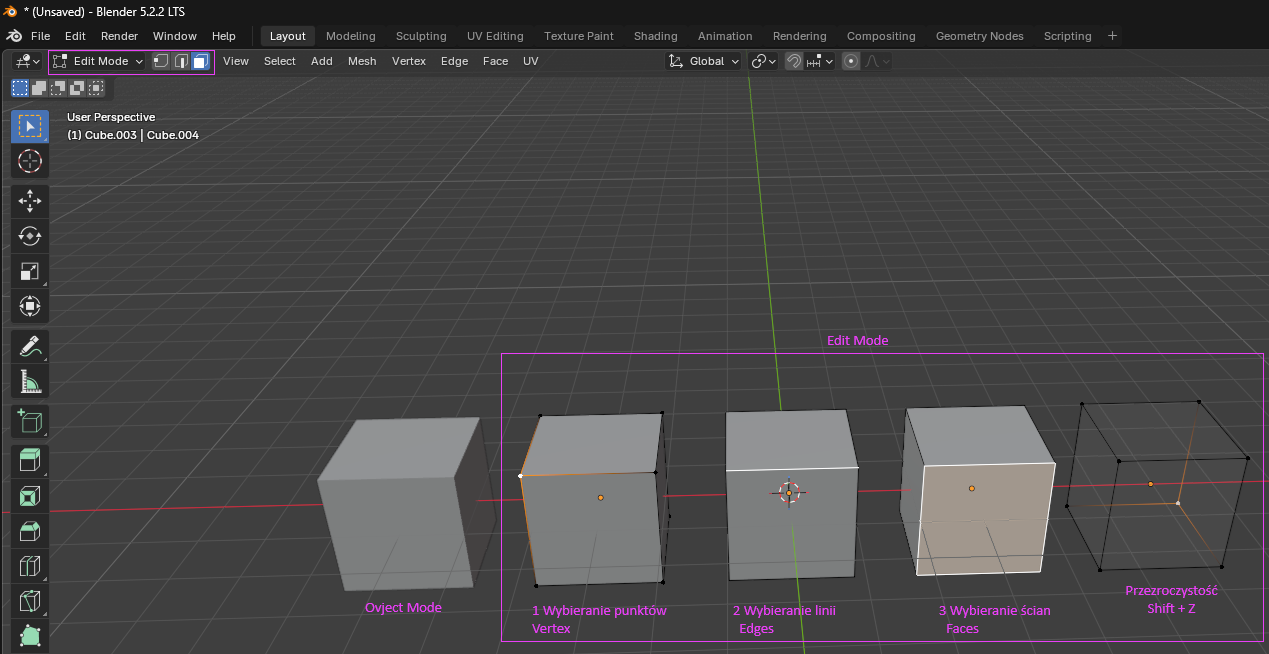 * (Unsaved) - Blender 5.2.2 LTS
File Edit Render Window Help Layout Modeling Sculpting UV Editing Texture Paint Shading Animation Rendering Compositing Geometry Nodes Scripting +
Edit Mode View Select Add Mesh Vertex Edge Face UV Global
User Perspective
(1) Cube.003 | Cube.004
Edit Mode
Ovject Mode
1 Wybieranie punktów
Vertex
2 Wybieranie linii
Edges
3 Wybieranie ścian
Faces
Przezroczystość
Shift + Z